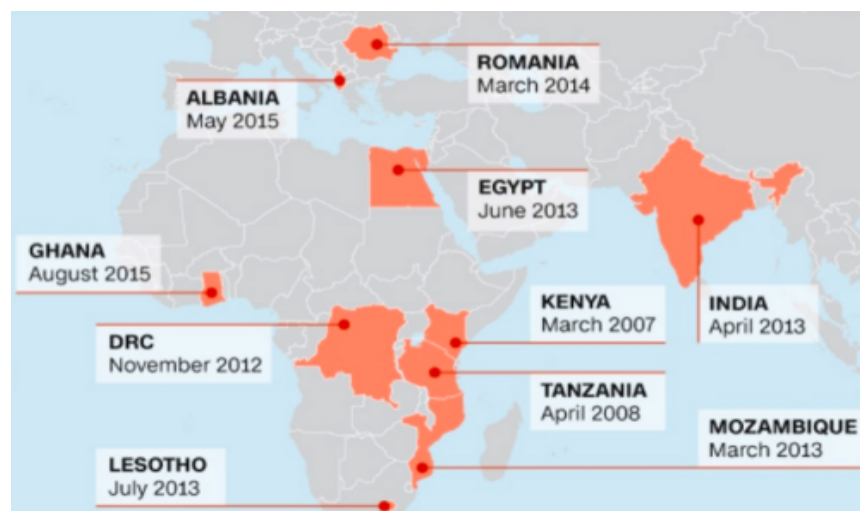 ROMANIA
March 2014
ALBANIA
May 2015
EGYPT
June 2013
GHANA
August 2015
KENYA
March 2007
INDIA
April 2013
DRC
November 2012
TANZANIA
April 2008
MOZAMBIQUE
March 2013
LESOTHO
July 2013